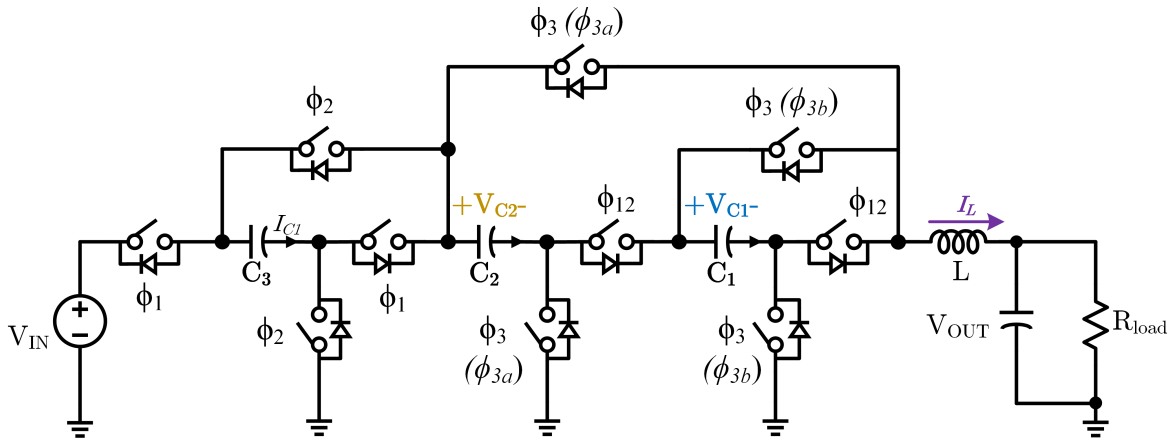 ϕ3 (ϕ3a)
ϕ2
ϕ3 (ϕ3b)
+VC2-
ϕ12
+VC1-
ϕ12
IL
IC1
C3
ϕ1
ϕ1
C2
C1
L
VIN
+
−
ϕ2
ϕ3
(ϕ3a)
ϕ3
(ϕ3b)
VOUT
Rload